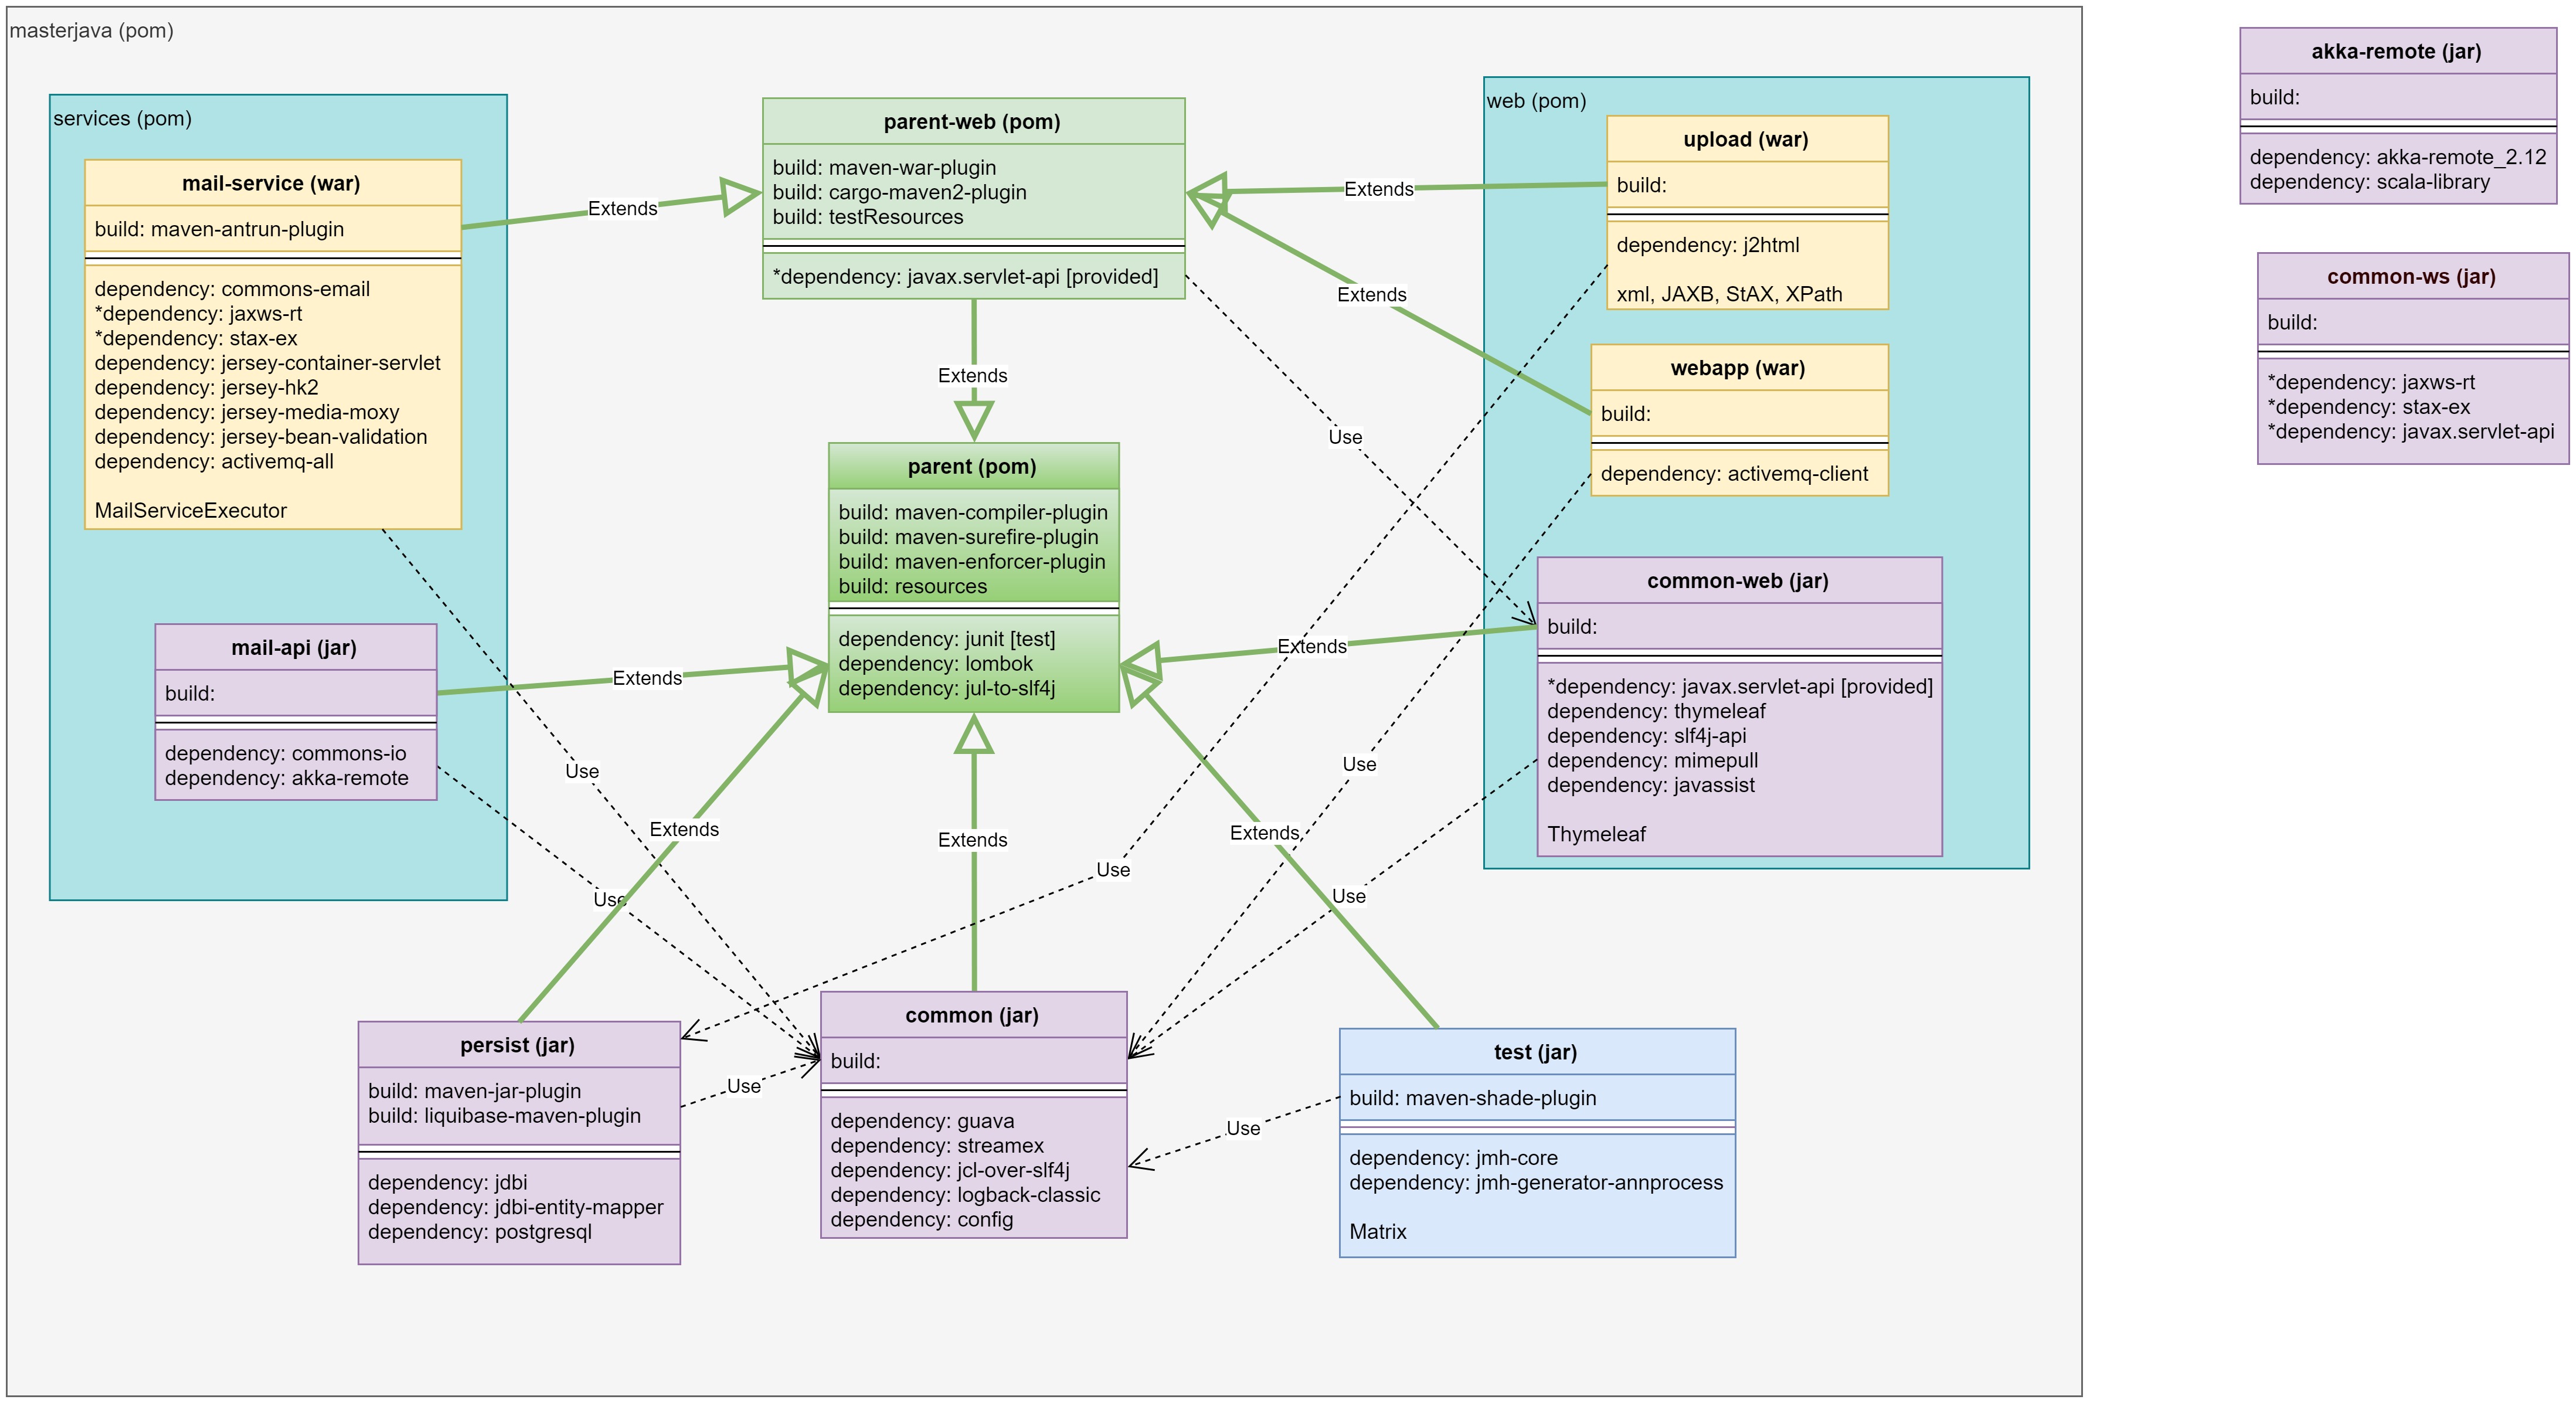 masterjava (pom)
services (pom)
mail-service (war)
build: maven-antrun-plugin
dependency: commons-email
*dependency: jaxws-rt
*dependency: stax-ex
dependency: jersey-container-servlet
dependency: jersey-hk2
dependency: jersey-media-moxy
dependency: jersey-bean-validation
dependency: activemq-all
MailServiceExecutor
mail-api (jar)
build:
dependency: commons-io
dependency: akka-remote
Extends
parent-web (pom)
build: maven-war-plugin
build: cargo-maven2-plugin
build: testResources
*dependency: javax.servlet-api [provided]
Extends
Extends
Extends
Use
parent (pom)
build: maven-compiler-plugin
build: maven-surefire-plugin
build: maven-enforcer-plugin
build: resources
dependency: junit [test]
dependency: lombok
dependency: jul-to-slf4j
web (pom)
upload (war)
build:
dependency: j2html
xml, JAXB, StAX, XPath
webapp (war)
build:
dependency: activemq-client
common-web (jar)
build:
*dependency: javax.servlet-api [provided]
dependency: thymeleaf
dependency: slf4j-api
dependency: mimepull
dependency: javassist
Thymeleaf
Extends
Extends
Use
Use
Extends
Extends
Extends
Use
Use
Use
Use
persist (jar)
build: maven-jar-plugin
build: liquibase-maven-plugin
dependency: jdbi
dependency: jdbi-entity-mapper
dependency: postgresql
Use
common (jar)
build:
dependency: guava
dependency: streamex
dependency: jcl-over-slf4j
dependency: logback-classic
dependency: config
Use
test (jar)
build: maven-shade-plugin
dependency: jmh-core
dependency: jmh-generator-annprocess
Matrix
akka-remote (jar)
build:
dependency: akka-remote_2.12
dependency: scala-library
common-ws (jar)
build:
*dependency: jaxws-rt
*dependency: stax-ex
*dependency: javax.servlet-api